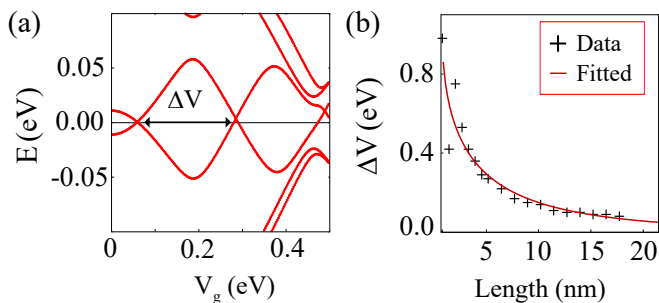 (a)
E (eV)
0.05
0.00
-0.05
ΔV
0
0.2
0.4
V_g (eV)
(b)
ΔV (eV)
0.8
0.4
0.0
+ Data
Fitted
5
10
15
20
Length (nm)